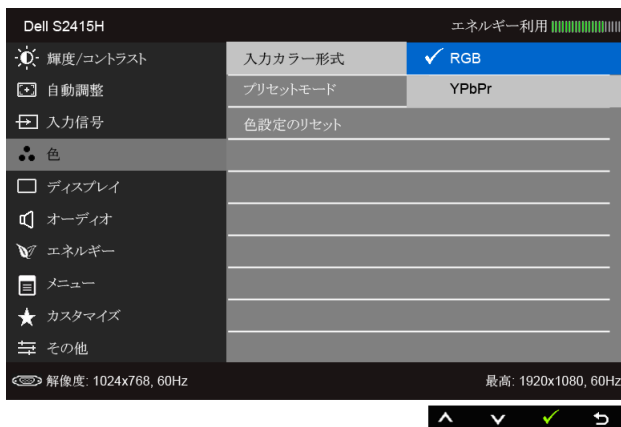 Dell S2415H
エネルギー利用
輝度/コントラスト
自動調整
入力信号
色
ディスプレイ
オーディオ
エネルギー
メニュー
カスタマイズ
その他
入力カラー形式
プリセットモード
色設定のリセット
RGB
YPbPr
解像度: 1024x768, 60Hz
最高: 1920x1080, 60Hz